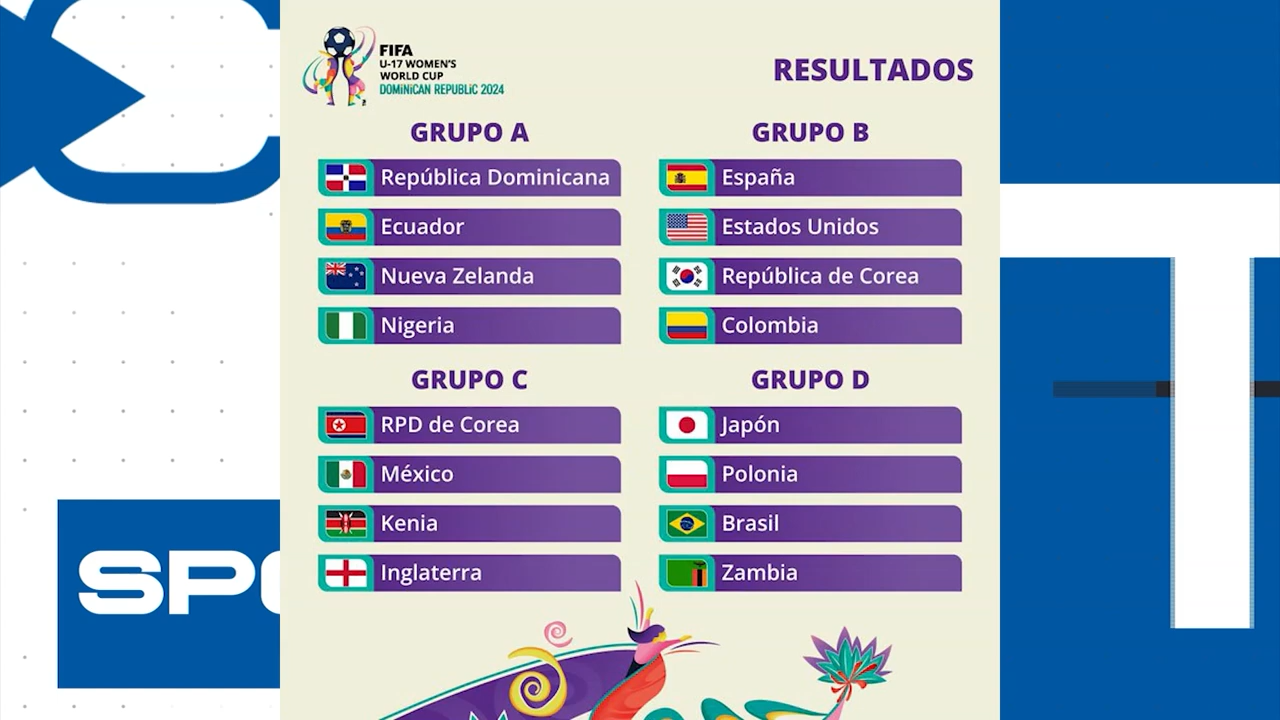 FIFA
U-17 WOMEN'S
WORLD CUP
DOMINICAN REPUBLIC 2024
RESULTADOS
GRUPO A
República Dominicana
Ecuador
Nueva Zelanda
Nigeria
GRUPO B
España
Estados Unidos
República de Corea
Colombia
GRUPO C
RPD de Corea
México
Kenia
Inglaterra
GRUPO D
Japón
Polonia
Brasil
Zambia